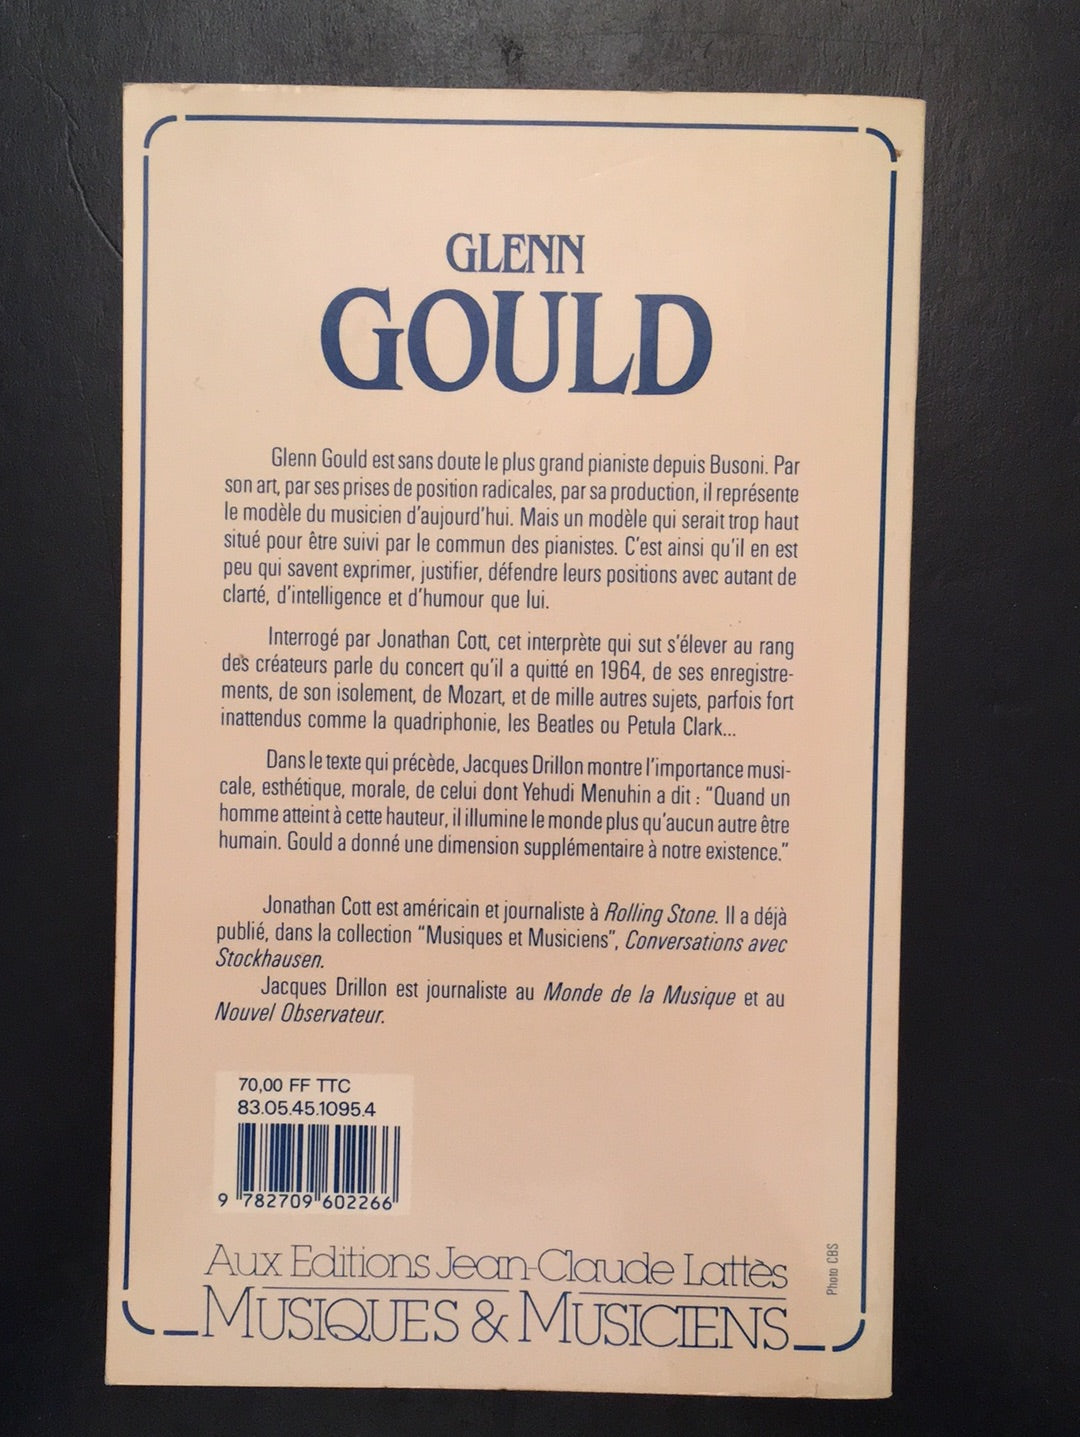 GLENN
GOULD
Glenn Gould est sans doute le plus grand pianiste depuis Busoni. Par
son art, par ses prises de position radicales, par sa production, il représente
le modèle du musicien d'aujourd'hui. Mais un modèle qui serait trop haut
situé pour être suivi par le commun des pianistes. C'est ainsi qu'il en est
peu qui savent exprimer, justifier, défendre leurs positions avec autant de
clarté, d'intelligence et d'humour que lui.
Interrogé par Jonathan Cott, cet interprète qui sut s'élever au rang
des créateurs parle du concert qu'il a quitté en 1964, de ses enregistre-
ments, de son isolement, de Mozart, et de mille autres sujets, parfois fort
inattendus comme la quadriphonie, les Beatles ou Petula Clark...
Dans le texte qui précède, Jacques Drillon montre l'importance musi-
cale, esthétique, morale, de celui dont Yehudi Menuhin a dit : "Quand un
homme atteint à cette hauteur, il illumine le monde plus qu'aucun autre être
humain. Gould a donné une dimension supplémentaire à notre existence."
Jonathan Cott est américain et journaliste à Rolling Stone. Il a déjà
publié, dans la collection "Musiques et Musiciens", Conversations avec
Stockhausen.
Jacques Drillon est journaliste au Monde de la Musique et au
Nouvel Observateur.
70,00 FF TTC
83.05.45.1095.4
9 782709 602266
Photo CBS
Aux Editions Jean-Claude Lattès
MUSIQUES & MUSICIENS